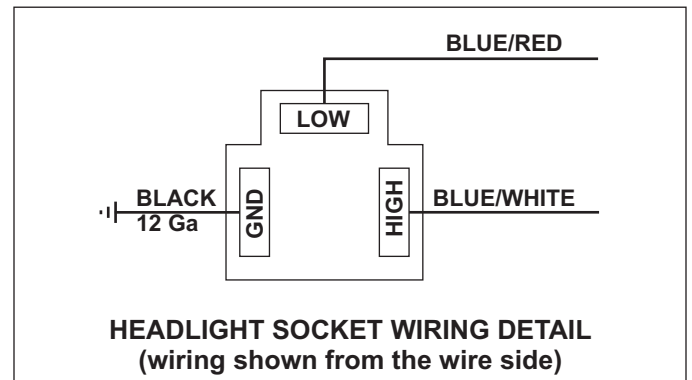 BLUE/RED
LOW
BLACK
12 Ga
GND
HIGH
BLUE/WHITE
HEADLIGHT SOCKET WIRING DETAIL
(wiring shown from the wire side)